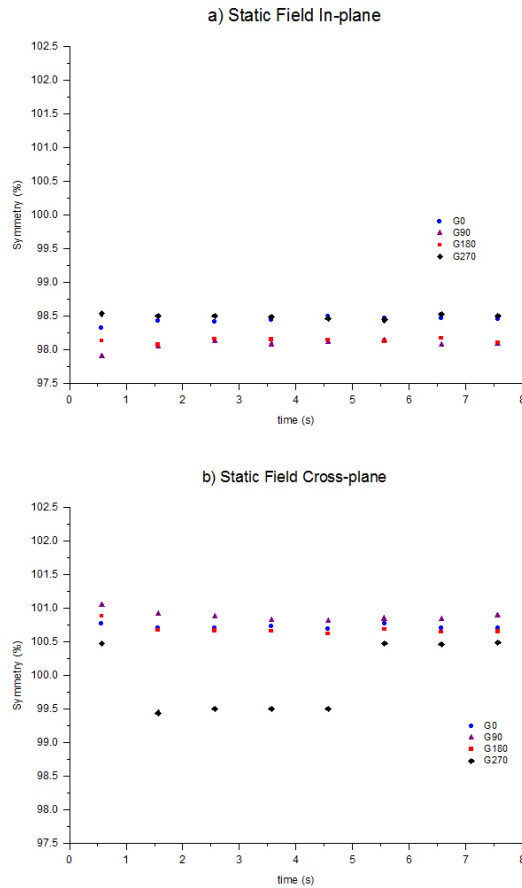 a) Static Field In-plane
102.5
102.0
101.5
101.0
100.5
100.0
99.5
99.0
98.5
98.0
97.5
Symmetry (%)
G0
G90
G180
G270
0 1 2 3 4 5 6 7 8
time (s)
b) Static Field Cross-plane
102.5
102.0
101.5
101.0
100.5
100.0
99.5
99.0
98.5
98.0
97.5
Symmetry (%)
G0
G90
G180
G270
0 1 2 3 4 5 6 7 8
time (s)